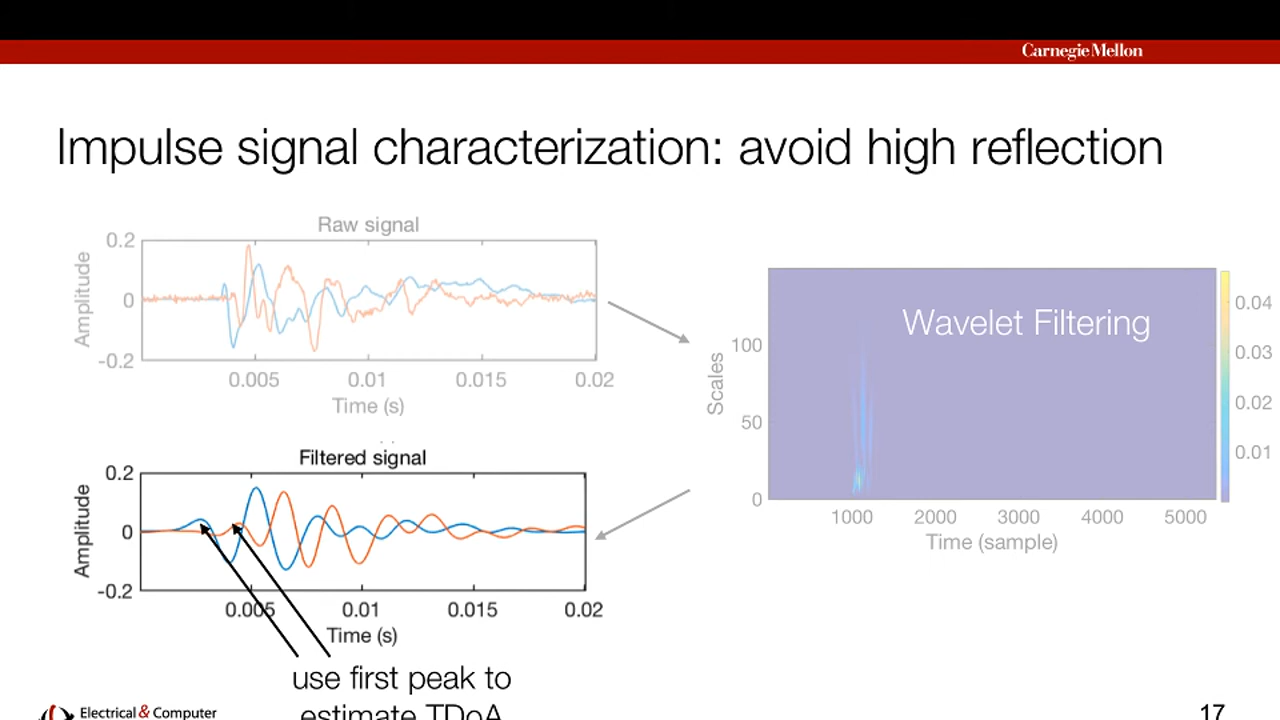 Carnegie Mellon
Impulse signal characterization: avoid high reflection
Raw signal
Amplitude
0.2
0
-0.2
0.005
0.01
0.015
0.02
Time (s)
Wavelet Filtering
Scales
100
50
0
1000
2000
3000
4000
5000
Time (sample)
0.04
0.03
0.02
0.01
Filtered signal
Amplitude
0.2
0
-0.2
0.005
0.01
0.015
0.02
Time (s)
use first peak to
estimate TDoA
Electrical & Computer
17